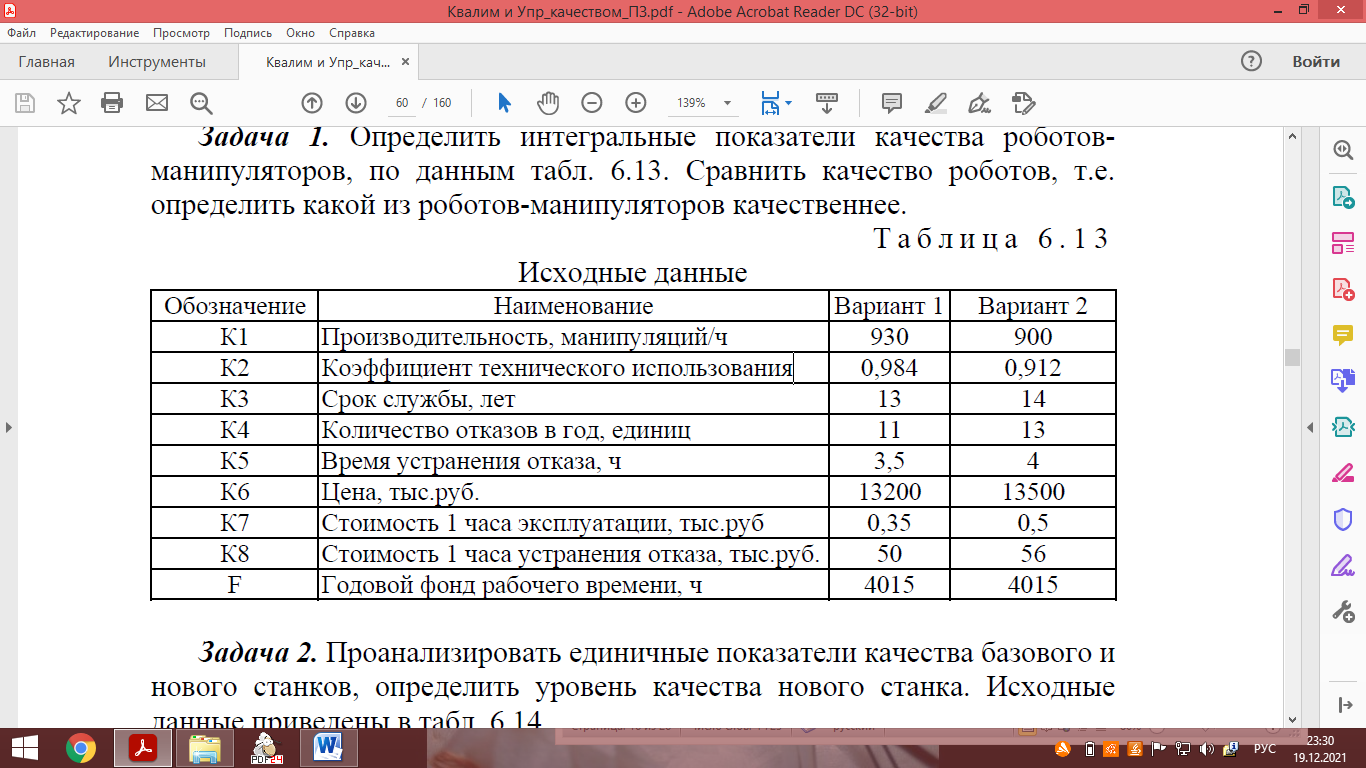 Квалим и Упр_качеством_ПЗ.pdf - Adobe Acrobat Reader DC (32-bit)
Файл Редактирование Просмотр Подпись Окно Справка
Главная Инструменты Квалим и Упр_кач... × Войти
60 / 160 139%
Задача 1. Определить интегральные показатели качества роботов-
манипуляторов, по данным табл. 6.13. Сравнить качество роботов, т.е.
определить какой из роботов-манипуляторов качественнее.
Таблица 6.13
Исходные данные
Обозначение Наименование Вариант 1 Вариант 2
К1 Производительность, манипуляций/ч 930 900
К2 Коэффициент технического использования 0,984 0,912
К3 Срок службы, лет 13 14
К4 Количество отказов в год, единиц 11 13
К5 Время устранения отказа, ч 3,5 4
К6 Цена, тыс.руб. 13200 13500
К7 Стоимость 1 часа эксплуатации, тыс.руб 0,35 0,5
К8 Стоимость 1 часа устранения отказа, тыс.руб. 50 56
F Годовой фонд рабочего времени, ч 4015 4015
Задача 2. Проанализировать единичные показатели качества базового и
нового станков, определить уровень качества нового станка. Исходные
данные приведены в табл. 6.14.
PDF24
РУС
23:30
19.12.2021